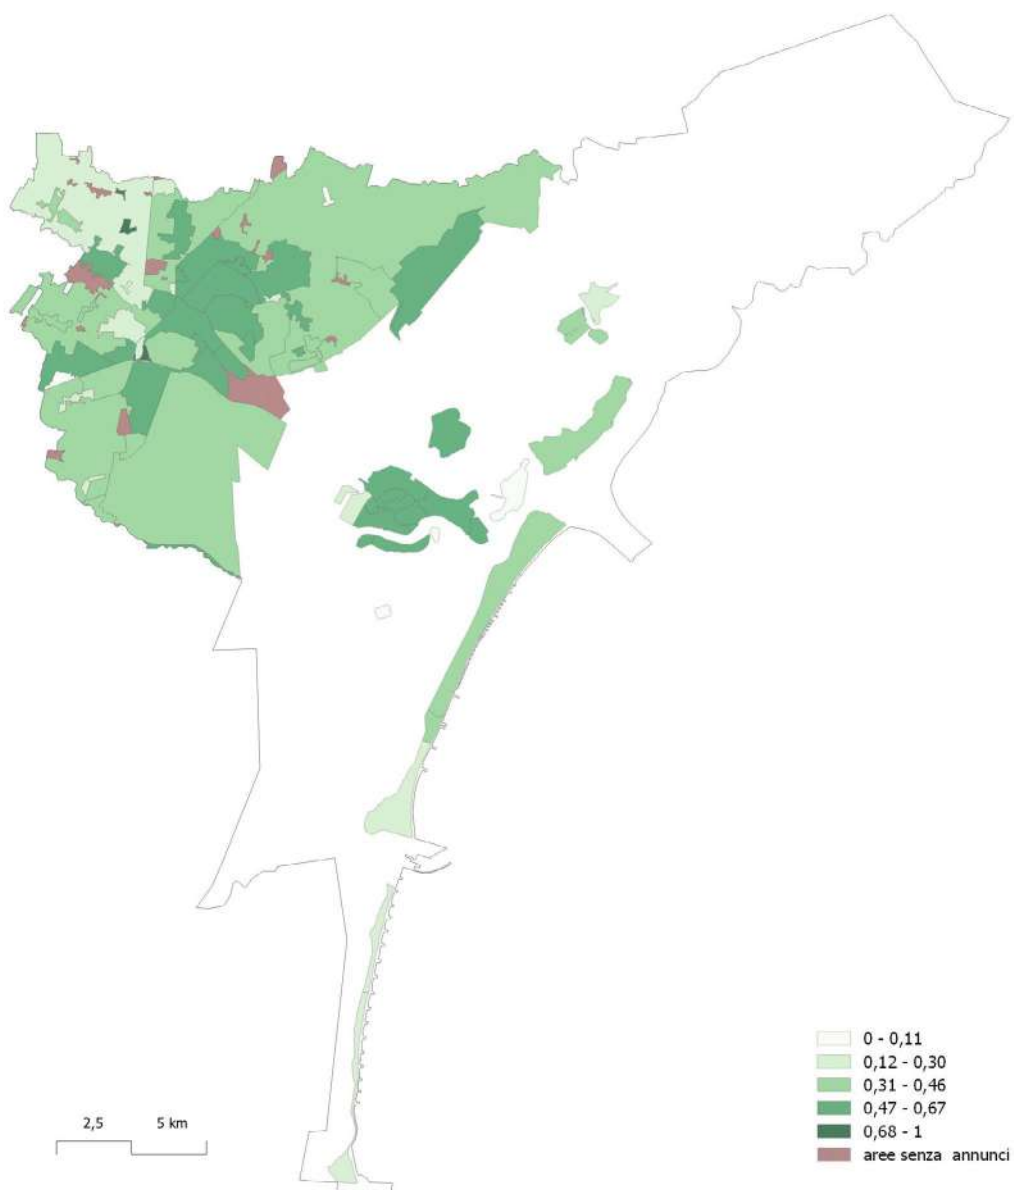 0 - 0,11
0,12 - 0,30
0,31 - 0,46
0,47 - 0,67
0,68 - 1
aree senza annunci
2,5 5 km